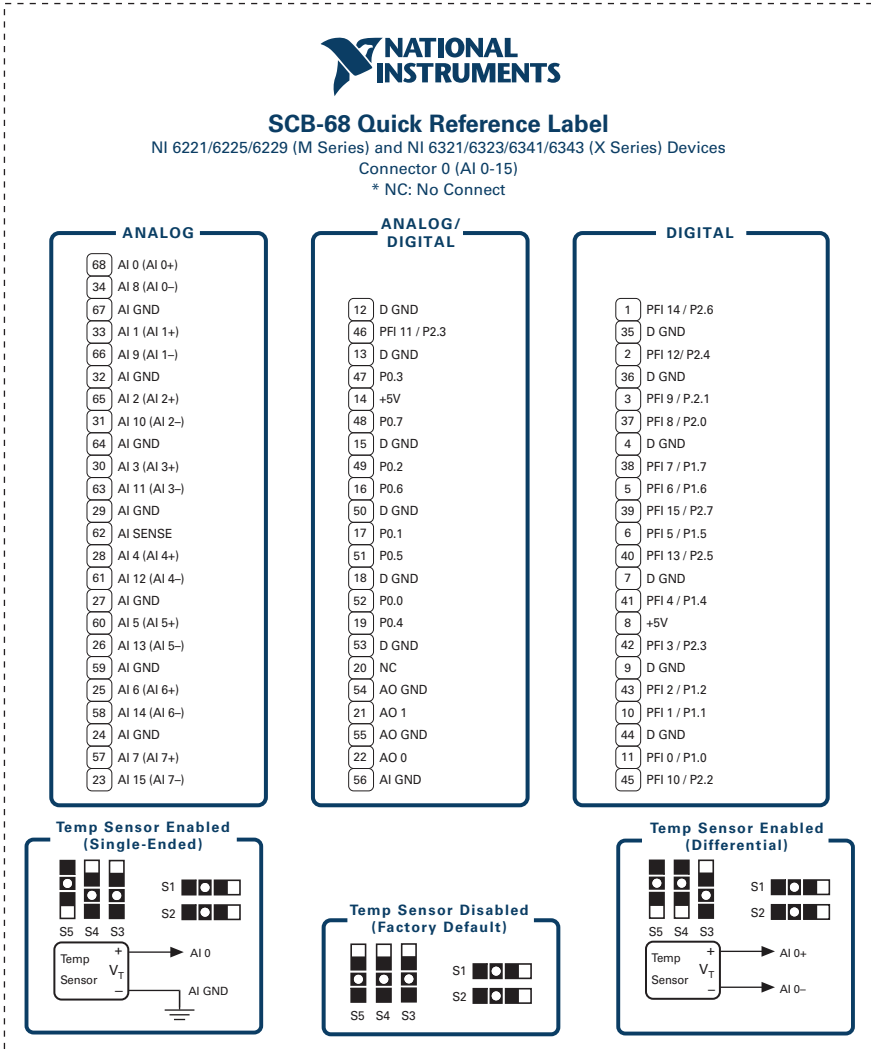 NATIONAL
INSTRUMENTS
SCB-68 Quick Reference Label
NI 6221/6225/6229 (M Series) and NI 6321/6323/6341/6343 (X Series) Devices
Connector 0 (AI 0-15)
* NC: No Connect
ANALOG
68 AI 0 (AI 0+)
34 AI 8 (AI 0–)
67 AI GND
33 AI 1 (AI 1+)
66 AI 9 (AI 1–)
32 AI GND
65 AI 2 (AI 2+)
31 AI 10 (AI 2–)
64 AI GND
30 AI 3 (AI 3+)
63 AI 11 (AI 3–)
29 AI GND
62 AI SENSE
28 AI 4 (AI 4+)
61 AI 12 (AI 4–)
27 AI GND
60 AI 5 (AI 5+)
26 AI 13 (AI 5–)
59 AI GND
25 AI 6 (AI 6+)
58 AI 14 (AI 6–)
24 AI GND
57 AI 7 (AI 7+)
23 AI 15 (AI 7–)
ANALOG/
DIGITAL
12 D GND
46 PFI 11 / P2.3
13 D GND
47 P0.3
14 +5V
48 P0.7
15 D GND
49 P0.2
16 P0.6
50 D GND
17 P0.1
51 P0.5
18 D GND
52 P0.0
19 P0.4
53 D GND
20 NC
54 AO GND
21 AO 1
55 AO GND
22 AO 0
56 AI GND
DIGITAL
1 PFI 14 / P2.6
35 D GND
2 PFI 12/ P2.4
36 D GND
3 PFI 9 / P.2.1
37 PFI 8 / P2.0
4 D GND
38 PFI 7 / P1.7
5 PFI 6 / P1.6
39 PFI 15 / P2.7
6 PFI 5 / P1.5
40 PFI 13 / P2.5
7 D GND
41 PFI 4 / P1.4
8 +5V
42 PFI 3 / P2.3
9 D GND
43 PFI 2 / P1.2
10 PFI 1 / P1.1
44 D GND
11 PFI 0 / P1.0
45 PFI 10 / P2.2
Temp Sensor Enabled
(Single-Ended)
S1
S2
S5 S4 S3
Temp
Sensor
VT
+
–
AI 0
AI GND
Temp Sensor Disabled
(Factory Default)
S1
S2
S5 S4 S3
Temp Sensor Enabled
(Differential)
S1
S2
S5 S4 S3
Temp
Sensor
VT
+
–
AI 0+
AI 0–